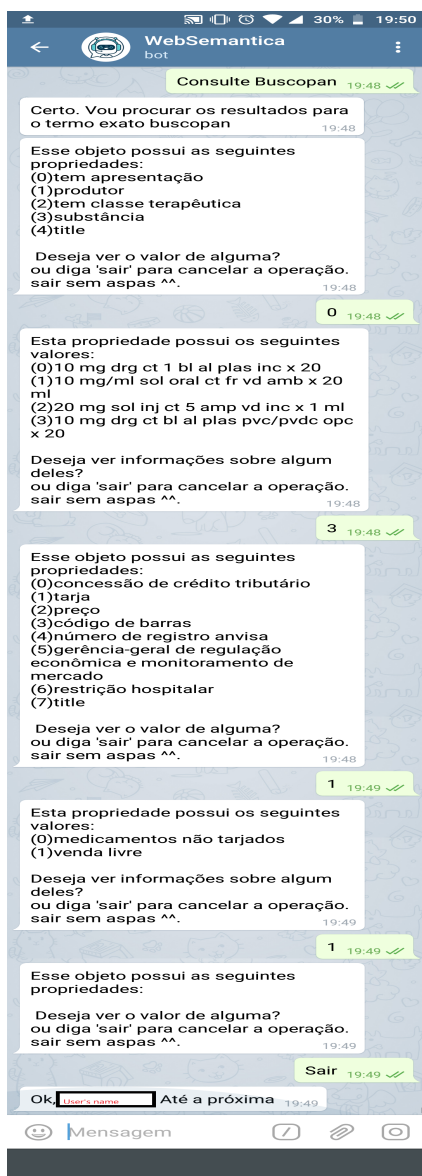 30% 19:50
WebSemantica
bot
Consulte Buscopan 19:48
Certo. Vou procurar os resultados para
o termo exato buscopan 19:48
Esse objeto possui as seguintes
propriedades:
(0)tem apresentação
(1)produtor
(2)tem classe terapêutica
(3)substância
(4)title
Deseja ver o valor de alguma?
ou diga 'sair' para cancelar a operação.
sair sem aspas ^^. 19:48
0 19:48
Esta propriedade possui os seguintes
valores:
(0)10 mg drg ct 1 bl al plas inc x 20
(1)10 mg/ml sol oral ct fr vd amb x 20
ml
(2)20 mg sol inj ct 5 amp vd inc x 1 ml
(3)10 mg drg ct bl al plas pvc/pvdc opc
x 20
Deseja ver informações sobre algum
deles?
ou diga 'sair' para cancelar a operação.
sair sem aspas ^^. 19:48
3 19:48
Esse objeto possui as seguintes
propriedades:
(0)concessão de crédito tributário
(1)tarja
(2)preço
(3)código de barras
(4)número de registro anvisa
(5)gerência-geral de regulação
econômica e monitoramento de
mercado
(6)restrição hospitalar
(7)title
Deseja ver o valor de alguma?
ou diga 'sair' para cancelar a operação.
sair sem aspas ^^. 19:48
1 19:49
Esta propriedade possui os seguintes
valores:
(0)medicamentos não tarjados
(1)venda livre
Deseja ver informações sobre algum
deles?
ou diga 'sair' para cancelar a operação.
sair sem aspas ^^. 19:49
1 19:49
Esse objeto possui as seguintes
propriedades:
Deseja ver o valor de alguma?
ou diga 'sair' para cancelar a operação.
sair sem aspas ^^. 19:49
Sair 19:49
Ok, User's name Até a próxima 19:49
Mensagem